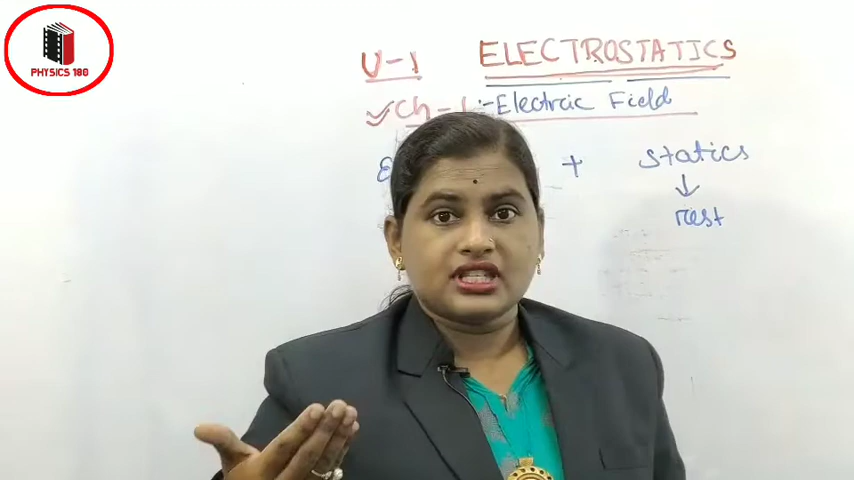 PHYSICS 180
U-1 ELECTROSTATICS
Ch-1:-Electric Field
+ statics
↓
rest